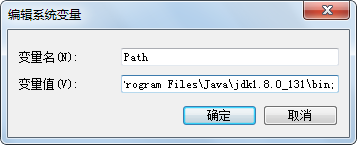 编辑系统变量
变量名(N):
Path
变量值(V):
rogram Files\Java\jdk1.8.0_131\bin;
确定
取消